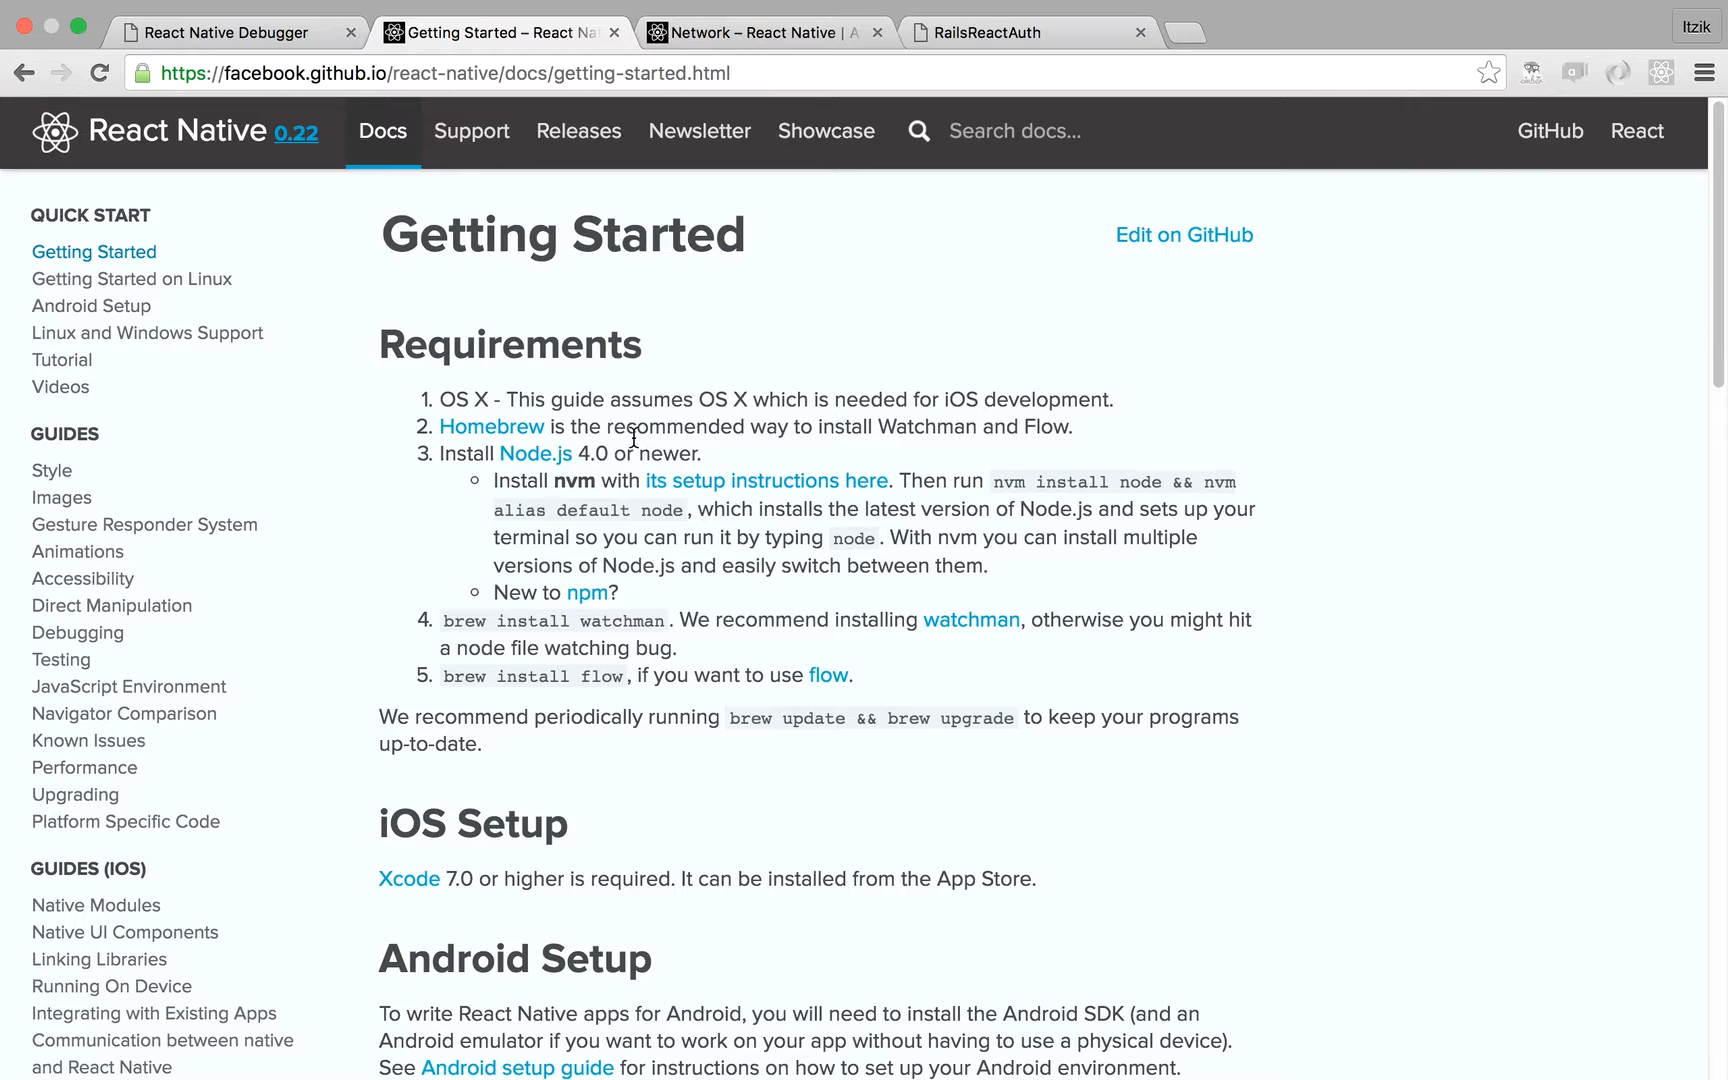 React Native Debugger
Getting Started – React Na
Network – React Native | A
RailsReactAuth
Itzik
https://facebook.github.io/react-native/docs/getting-started.html
React Native 0.22
Docs
Support
Releases
Newsletter
Showcase
Search docs...
GitHub
React
QUICK START
Getting Started
Getting Started on Linux
Android Setup
Linux and Windows Support
Tutorial
Videos
GUIDES
Style
Images
Gesture Responder System
Animations
Accessibility
Direct Manipulation
Debugging
Testing
JavaScript Environment
Navigator Comparison
Known Issues
Performance
Upgrading
Platform Specific Code
GUIDES (IOS)
Native Modules
Native UI Components
Linking Libraries
Running On Device
Integrating with Existing Apps
Communication between native
and React Native
Getting Started
Edit on GitHub
Requirements
1. OS X - This guide assumes OS X which is needed for iOS development.
2. Homebrew is the recommended way to install Watchman and Flow.
3. Install Node.js 4.0 or newer.
Install nvm with its setup instructions here. Then run nvm install node && nvm
alias default node, which installs the latest version of Node.js and sets up your
terminal so you can run it by typing node. With nvm you can install multiple
versions of Node.js and easily switch between them.
New to npm?
4. brew install watchman. We recommend installing watchman, otherwise you might hit
a node file watching bug.
5. brew install flow, if you want to use flow.
We recommend periodically running brew update && brew upgrade to keep your programs
up-to-date.
iOS Setup
Xcode 7.0 or higher is required. It can be installed from the App Store.
Android Setup
To write React Native apps for Android, you will need to install the Android SDK (and an
Android emulator if you want to work on your app without having to use a physical device).
See Android setup guide for instructions on how to set up your Android environment.